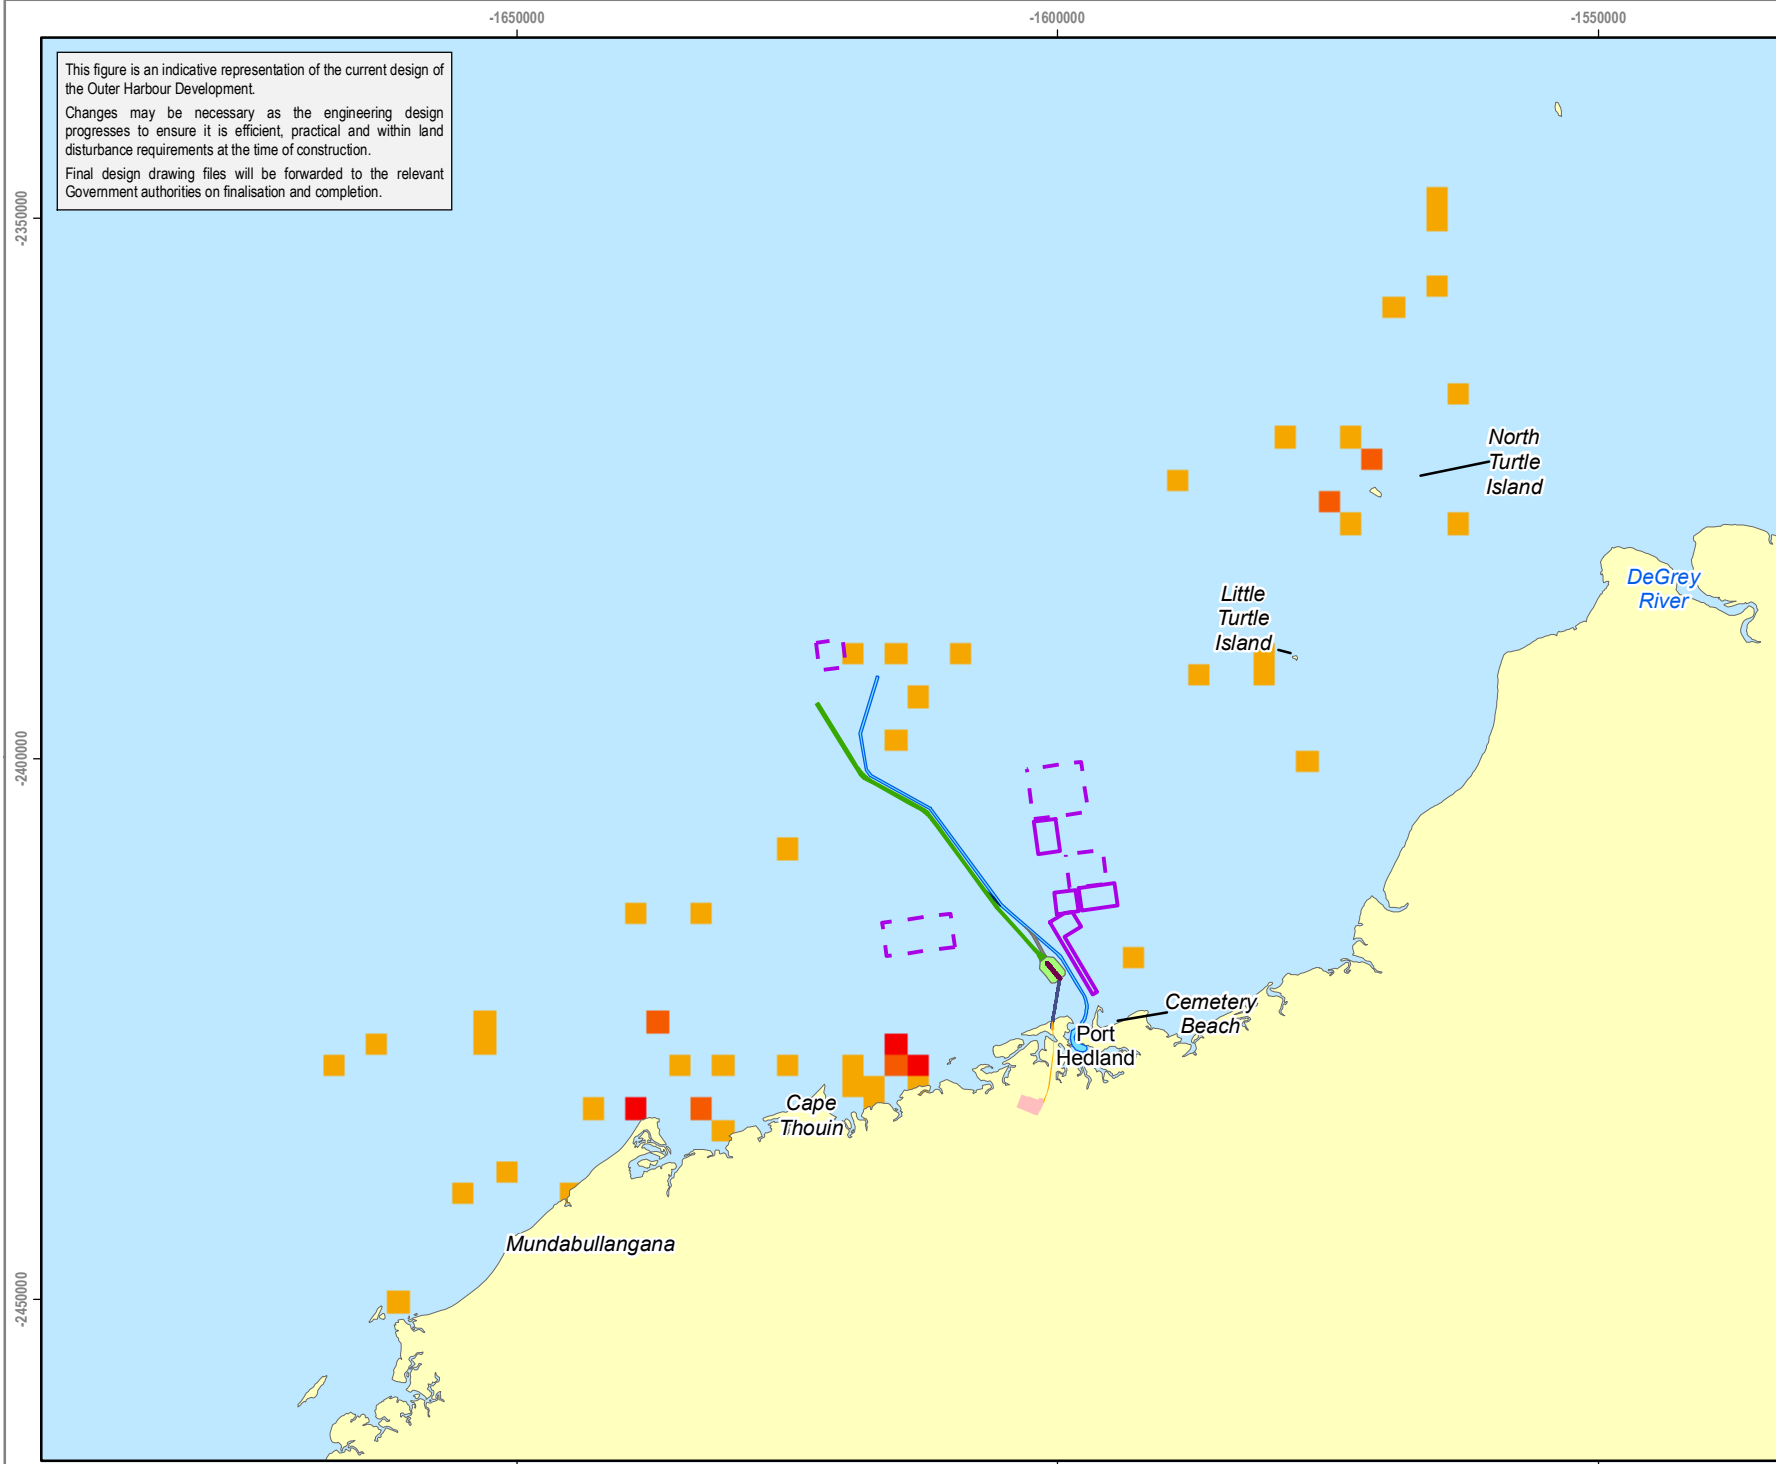 -1650000
-1600000
-1550000
This figure is an indicative representation of the current design of
the Outer Harbour Development.
Changes may be necessary as the engineering design
progresses to ensure it is efficient, practical and within land
disturbance requirements at the time of construction.
Final design drawing files will be forwarded to the relevant
Government authorities on finalisation and completion.
-2350000
North
Turtle
Island
DeGrey
River
Little
Turtle
Island
-2400000
Cemetery
Beach
Port
Hedland
Cape
Thouin
Mundabullangana
-2450000